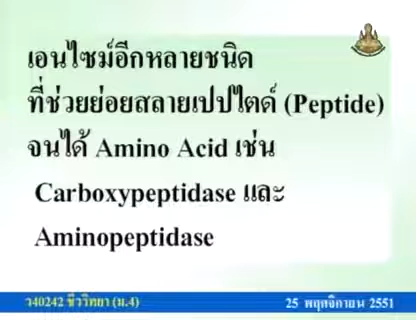 เอนไซม์อีกหลายชนิด
ที่ช่วยย่อยสลายเปปไตด์ (Peptide)
จนได้ Amino Acid เช่น
Carboxypeptidase และ
Aminopeptidase
ว40242 ชีววิทยา (ม.4)
25 พฤศจิกายน 2551